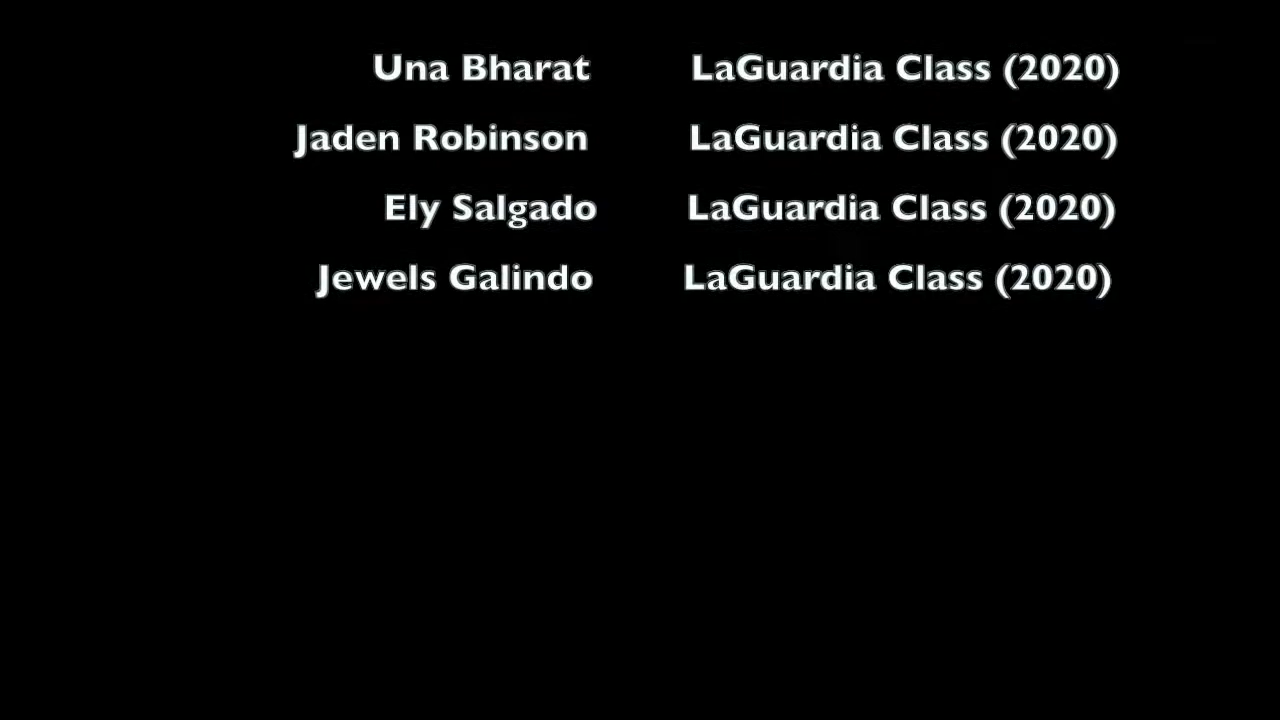 Una Bharat LaGuardia Class (2020)
Jaden Robinson LaGuardia Class (2020)
Ely Salgado LaGuardia Class (2020)
Jewels Galindo LaGuardia Class (2020)